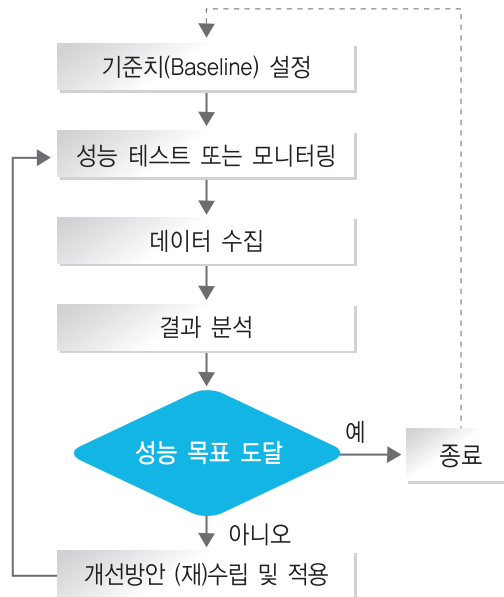 기준치(Baseline) 설정
성능 테스트 또는 모니터링
데이터 수집
결과 분석
성능 목표 도달
예
종료
아니오
개선방안 (재)수립 및 적용